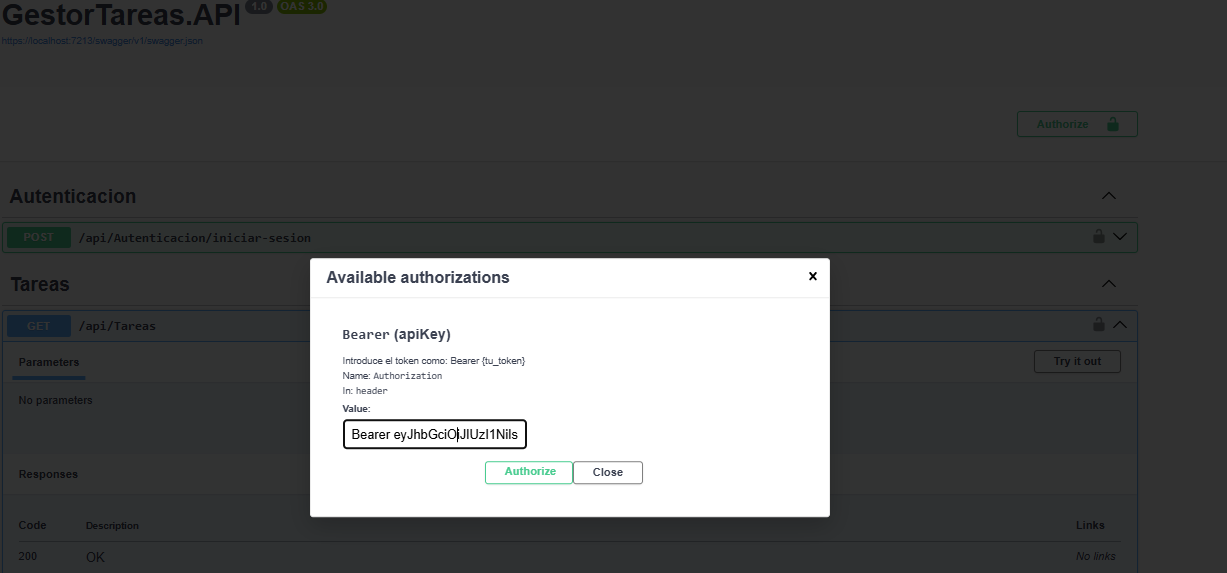 GestorTareas.API 1.0 OAS 3.0
https://localhost:7213/swagger/v1/swagger.json
Authorize
Autenticacion
POST /api/Autenticacion/iniciar-sesion
Tareas
GET /api/Tareas
Parameters
Try it out
No parameters
Responses
Code Description Links
200 OK No links
Available authorizations
Bearer (apiKey)
Introduce el token como: Bearer {tu_token}
Name: Authorization
In: header
Value:
Bearer eyJhbGciOiJIUzI1NiIs
Authorize Close